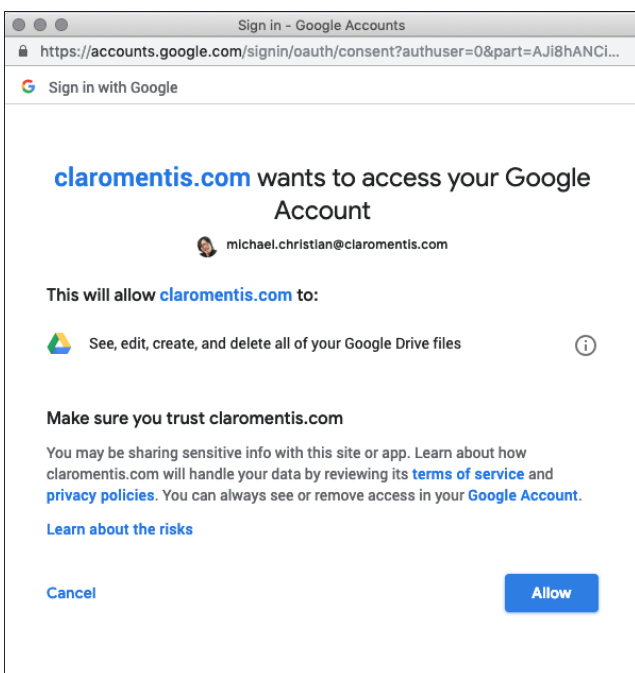 Sign in - Google Accounts
https://accounts.google.com/signin/oauth/consent?authuser=0&part=AJi8hANCi...
Sign in with Google
claromentis.com wants to access your Google
Account
michael.christian@claromentis.com
This will allow claromentis.com to:
See, edit, create, and delete all of your Google Drive files
Make sure you trust claromentis.com
You may be sharing sensitive info with this site or app. Learn about how
claromentis.com will handle your data by reviewing its terms of service and
privacy policies. You can always see or remove access in your Google Account.
Learn about the risks
Cancel
Allow